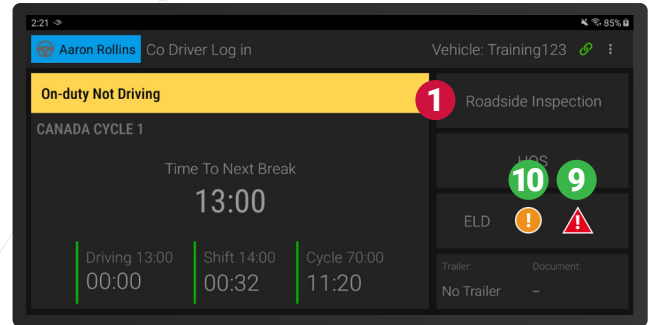 2:21 85%
Aaron Rollins Co Driver Log in Vehicle: Training123
On-duty Not Driving
1
Roadside Inspection
CANADA CYCLE 1
HOS
Time To Next Break
13:00
10 9
ELD ! !
Driving 13:00 Shift 14:00 Cycle 70:00
00:00 00:32 11:20
Trailer: Document:
No Trailer –